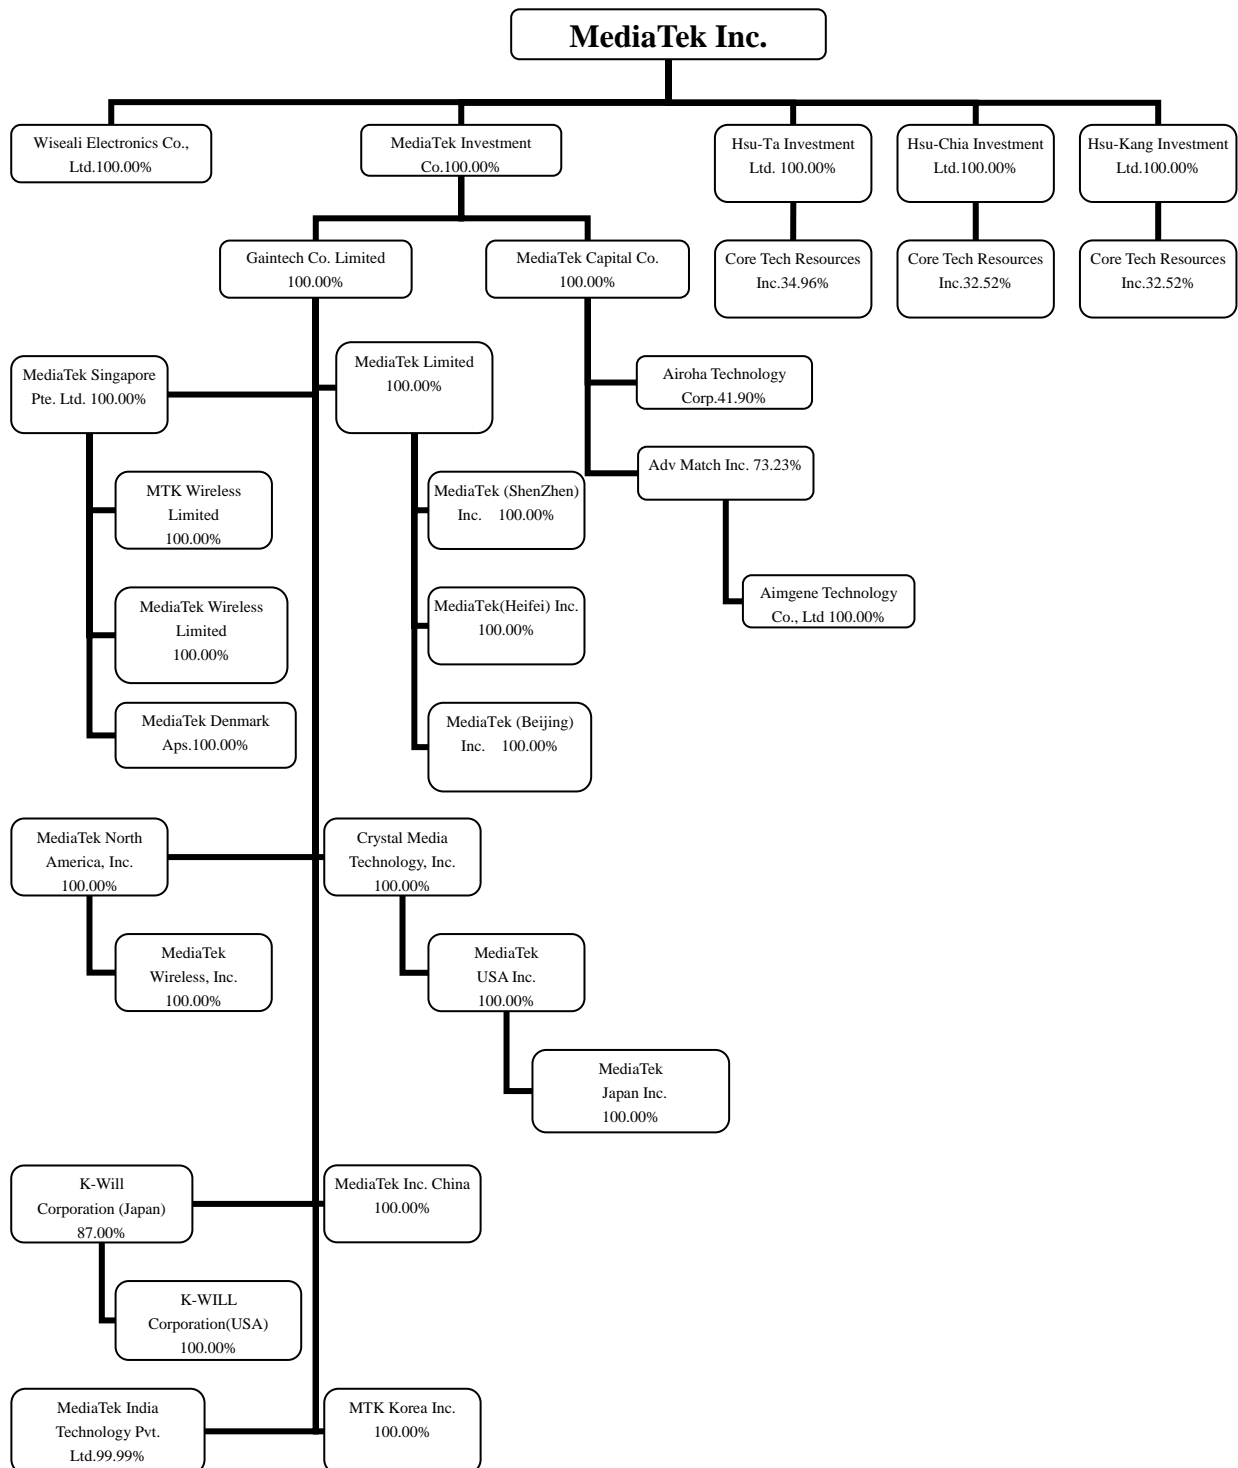 MediaTek Inc.
Wiseali Electronics Co.,
Ltd.100.00%
MediaTek Investment
Co.100.00%
Hsu-Ta Investment
Ltd. 100.00%
Hsu-Chia Investment
Ltd.100.00%
Hsu-Kang Investment
Ltd.100.00%
Gaintech Co. Limited
100.00%
MediaTek Capital Co.
100.00%
Core Tech Resources
Inc.34.96%
Core Tech Resources
Inc.32.52%
Core Tech Resources
Inc.32.52%
MediaTek Singapore
Pte. Ltd. 100.00%
MediaTek Limited
100.00%
Airoha Technology
Corp.41.90%
Adv Match Inc. 73.23%
MTK Wireless
Limited
100.00%
MediaTek (ShenZhen)
Inc. 100.00%
Aimgene Technology
Co., Ltd 100.00%
MediaTek Wireless
Limited
100.00%
MediaTek(Heifei) Inc.
100.00%
MediaTek Denmark
Aps.100.00%
MediaTek (Beijing)
Inc. 100.00%
MediaTek North
America, Inc.
100.00%
Crystal Media
Technology, Inc.
100.00%
MediaTek
Wireless, Inc.
100.00%
MediaTek
USA Inc.
100.00%
MediaTek
Japan Inc.
100.00%
K-Will
Corporation (Japan)
87.00%
MediaTek Inc. China
100.00%
K-WILL
Corporation(USA)
100.00%
MediaTek India
Technology Pvt.
Ltd.99.99%
MTK Korea Inc.
100.00%